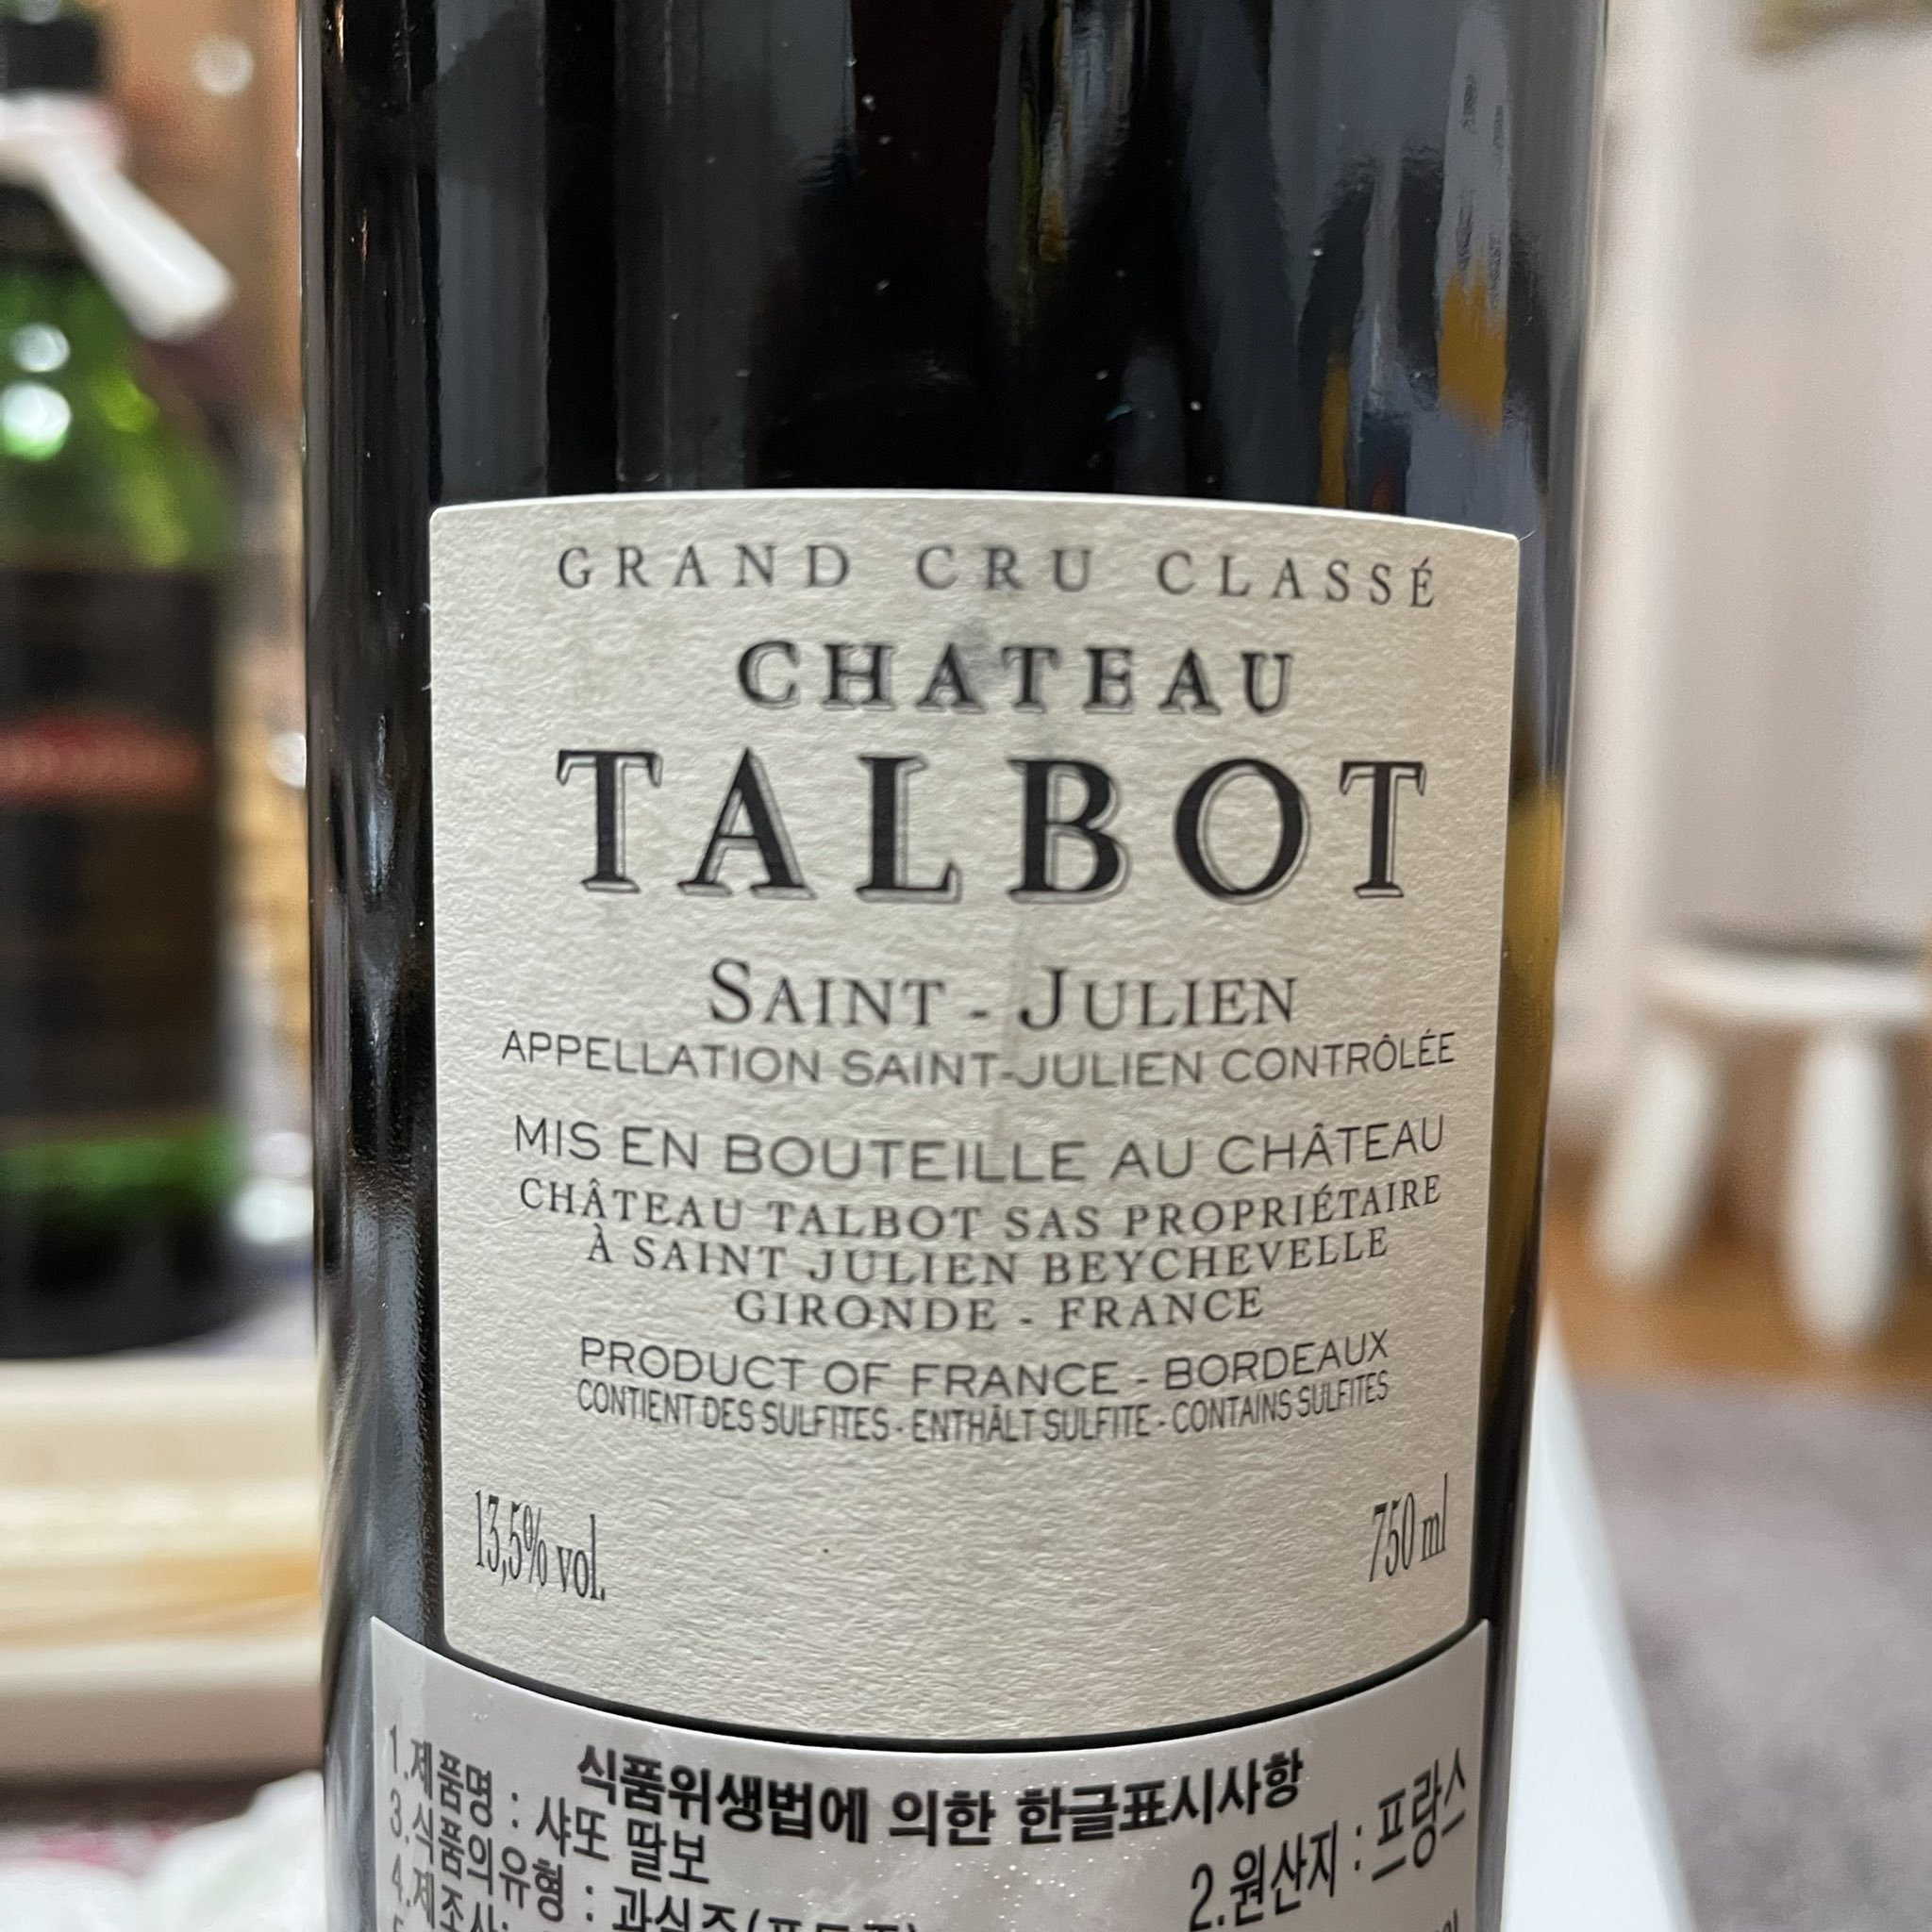 GRAND CRU CLASSÉ
CHATEAU
TALBOT
SAINT - JULIEN
APPELLATION SAINT-JULIEN CONTRÔLÉE
MIS EN BOUTEILLE AU CHÂTEAU
CHÂTEAU TALBOT SAS PROPRIÉTAIRE
À SAINT JULIEN BEYCHEVELLE
GIRONDE - FRANCE
PRODUCT OF FRANCE - BORDEAUX
CONTIENT DES SULFITES - ENTHÄLT SULFITE - CONTAINS SULFITES
13,5% vol. 750 ml
식품위생법에 의한 한글표시사항
1.제품명 : 샤또 딸보 2.원산지 : 프랑스
3.식품의유형 : 과실주(포도주)
4.제조사: